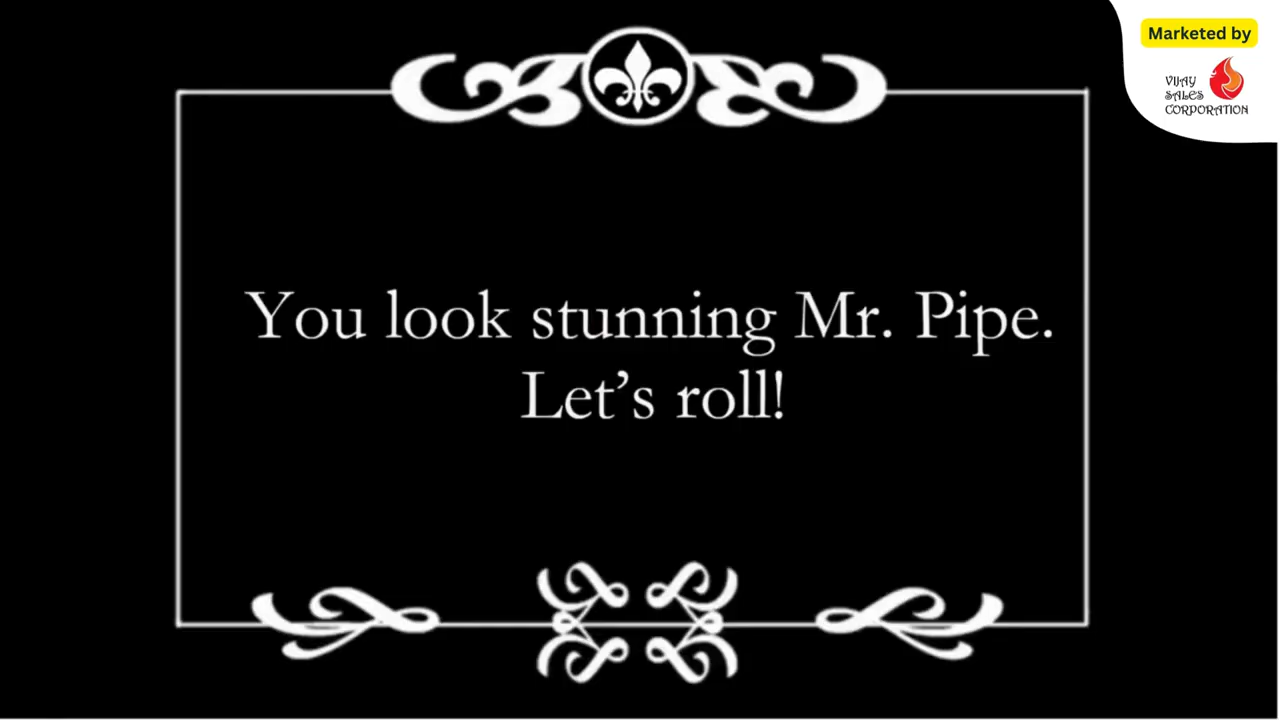 Marketed by
VIJAY
SALES
CORPORATION
You look stunning Mr. Pipe.
Let’s roll!